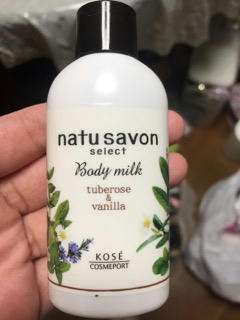 natu savon
select
Body milk
tuberose
&
vanilla
KOSÉ
COSMEPORT